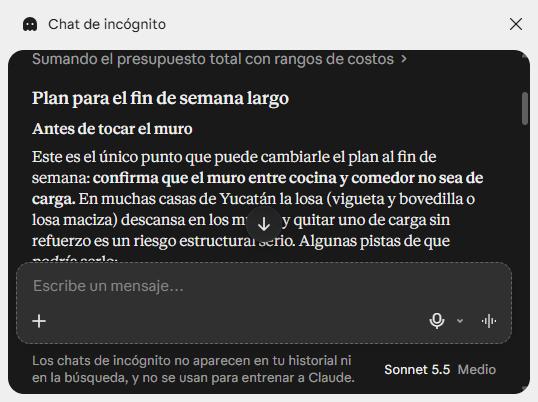 Chat de incógnito
Sumando el presupuesto total con rangos de costos
Plan para el fin de semana largo
Antes de tocar el muro
Este es el único punto que puede cambiarle el plan al fin de
semana: confirma que el muro entre cocina y comedor no sea de
carga. En muchas casas de Yucatán la losa (vigueta y bovedilla o
losa maciza) descansa en los y quitar uno de carga sin
refuerzo es un riesgo estructural serio. Algunas pistas de que
podría serlo:
Escribe un mensaje...
Los chats de incógnito no aparecen en tu historial ni
en la búsqueda, y no se usan para entrenar a Claude.
Sonnet 5.5 Medio